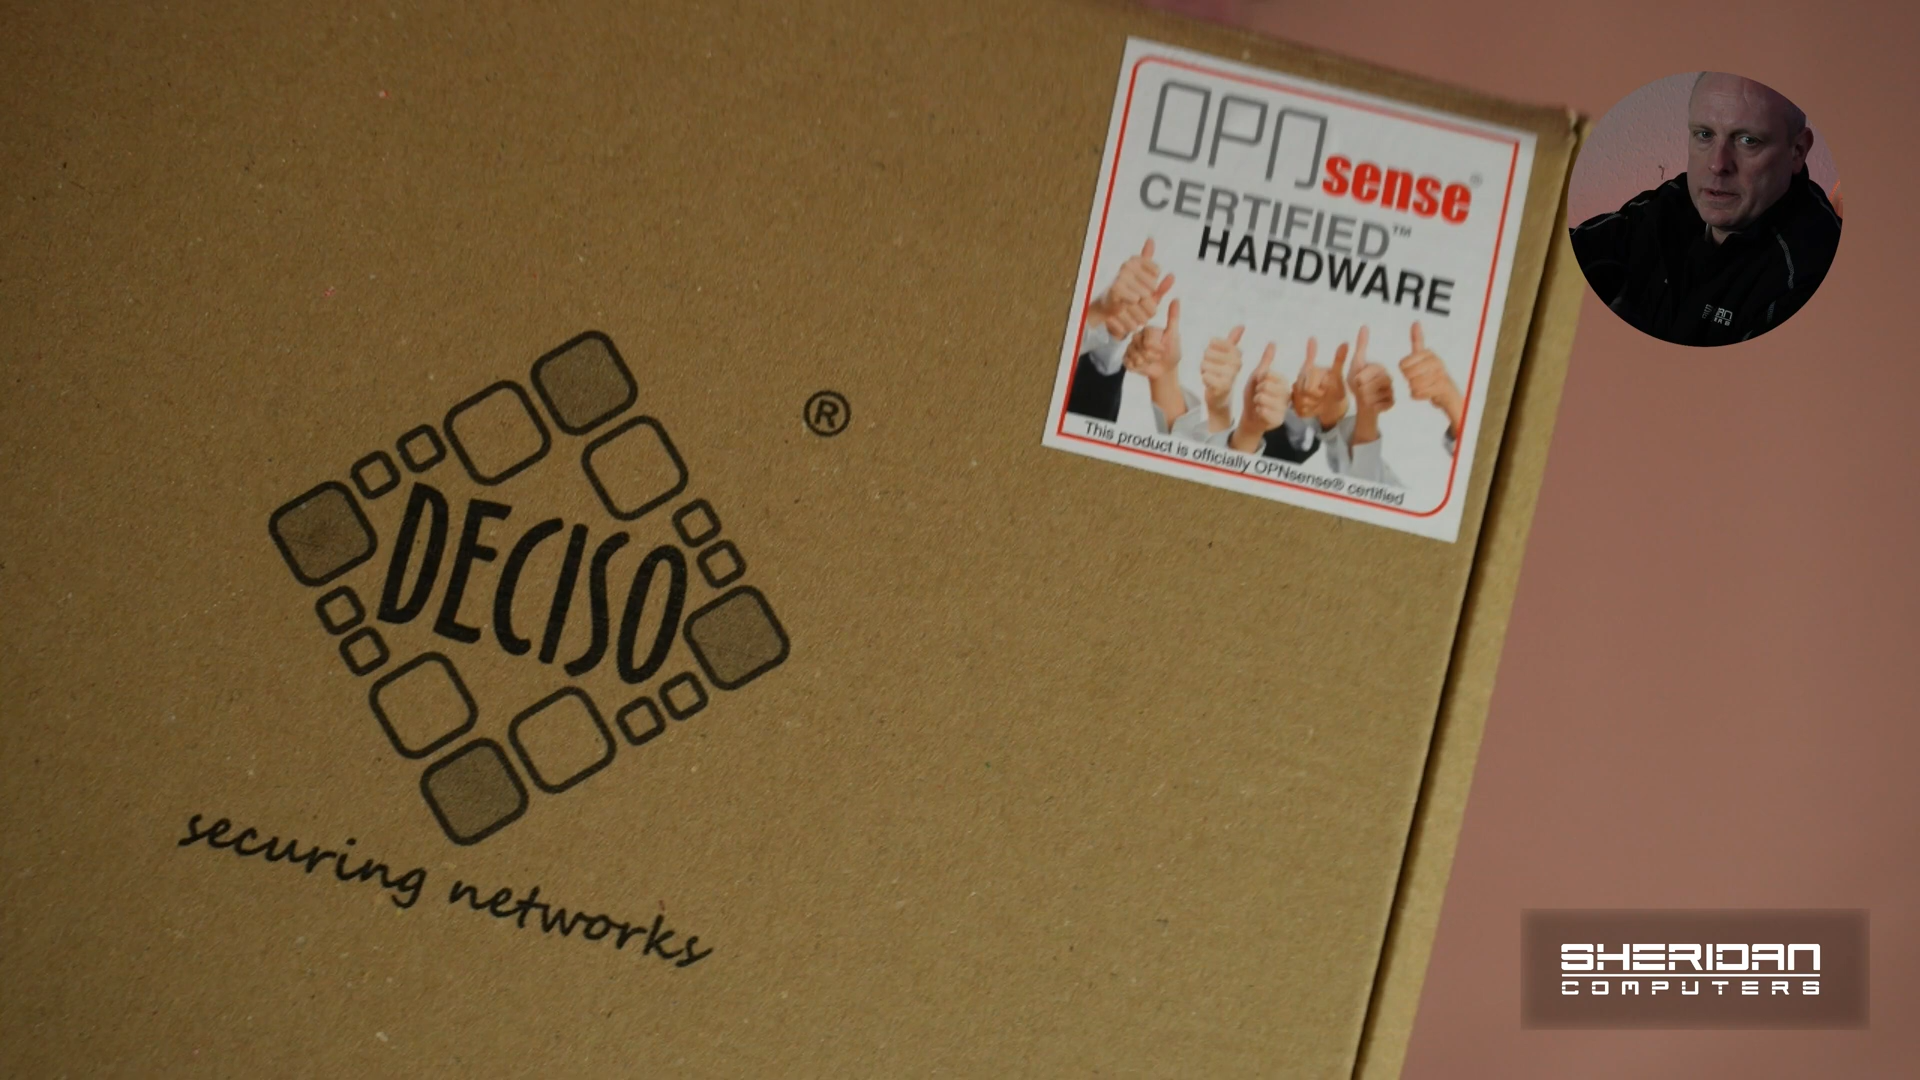 OPNsense®
CERTIFIED™
HARDWARE
This product is officially OPNsense® certified
®
DECISO
securing networks
SHERIDAN
COMPUTERS